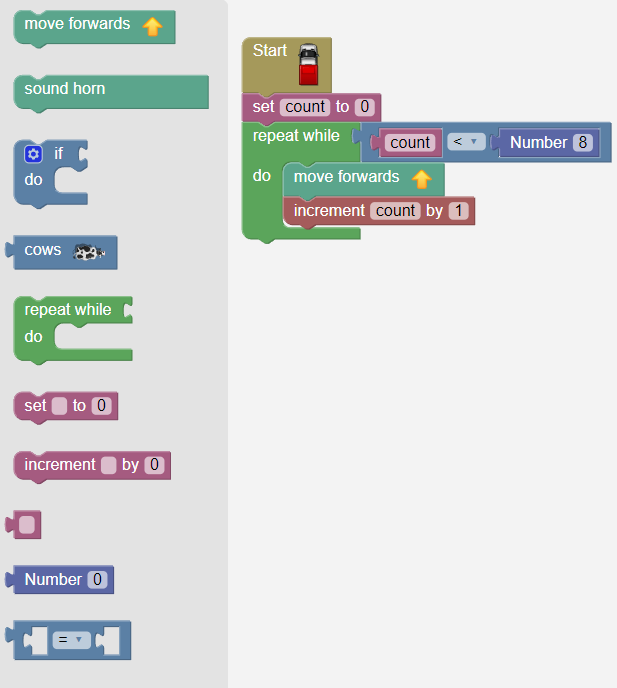 move forwards
sound horn
if
do
cows
repeat while
do
set to 0
increment by 0
Number 0
= ▾
Start
set count to 0
repeat while count < ▾ Number 8
do move forwards
increment count by 1